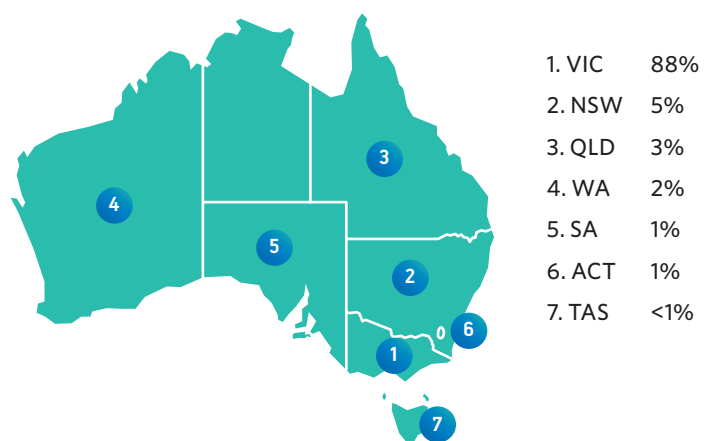 1. VIC 88%
2. NSW 5%
3. QLD 3%
4. WA 2%
5. SA 1%
6. ACT 1%
7. TAS <1%
3
4
5
2
6
1
7